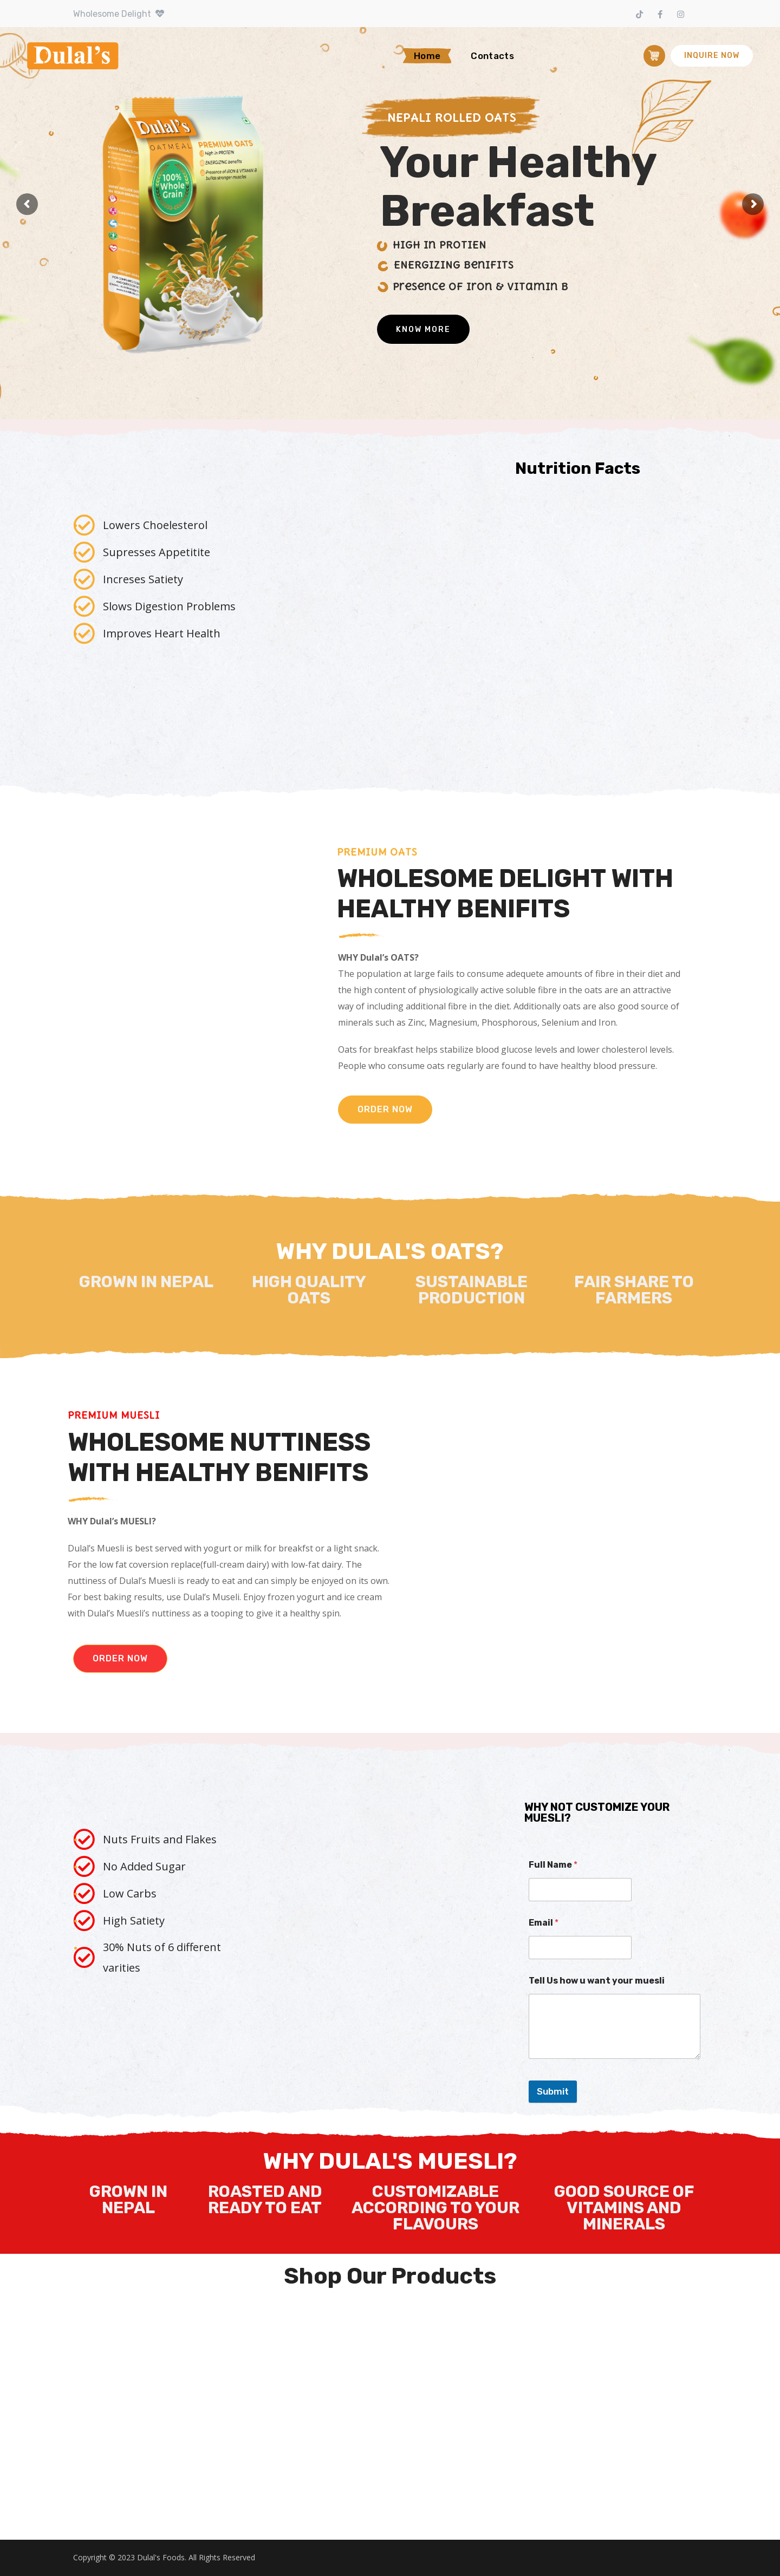 Wholesome Delight
Dulal's
Home
Contacts
INQUIRE NOW
Dulal's
OATMEAL
PREMIUM OATS
High in PROTEIN
ENERGIZING benefits
100%
Whole
Grain
NEPALI ROLLED OATS
Your Healthy
Breakfast
HIGH In PROTIEN
ENERGIZING BenIFITS
Presence OF Iron & VITAMIn B
KNOW MORE
Nutrition Facts
Lowers Choelesterol
Supresses Appetitite
Increses Satiety
Slows Digestion Problems
Improves Heart Health
PREMIUM OATS
WHOLESOME DELIGHT WITH
HEALTHY BENIFITS
WHY Dulal's OATS?
The population at large fails to consume adequete amounts of fibre in their diet and
the high content of physiologically active soluble fibre in the oats are an attractive
way of including additional fibre in the diet. Additionally oats are also good source of
minerals such as Zinc, Magnesium, Phosphorous, Selenium and Iron.
Oats for breakfast helps stabilize blood glucose levels and lower cholesterol levels.
People who consume oats regularly are found to have healthy blood pressure.
ORDER NOW
WHY DULAL'S OATS?
GROWN IN NEPAL
HIGH QUALITY
OATS
SUSTAINABLE
PRODUCTION
FAIR SHARE TO
FARMERS
PREMIUM MUESLI
WHOLESOME NUTTINESS
WITH HEALTHY BENIFITS
WHY Dulal's MUESLI?
Dulal's Muesli is best served with yogurt or milk for breakfst or a light snack.
For the low fat coversion replace(full-cream dairy) with low-fat dairy. The
nuttiness of Dulal's Muesli is ready to eat and can simply be enjoyed on its own.
For best baking results, use Dulal's Museli. Enjoy frozen yogurt and ice cream
with Dulal's Muesli's nuttiness as a tooping to give it a healthy spin.
ORDER NOW
Nuts Fruits and Flakes
No Added Sugar
Low Carbs
High Satiety
30% Nuts of 6 different
varities
WHY NOT CUSTOMIZE YOUR
MUESLI?
Full Name *
Email *
Tell Us how u want your muesli
Submit
WHY DULAL'S MUESLI?
GROWN IN
NEPAL
ROASTED AND
READY TO EAT
CUSTOMIZABLE
ACCORDING TO YOUR
FLAVOURS
GOOD SOURCE OF
VITAMINS AND
MINERALS
Shop Our Products
Copyright © 2023 Dulal's Foods. All Rights Reserved